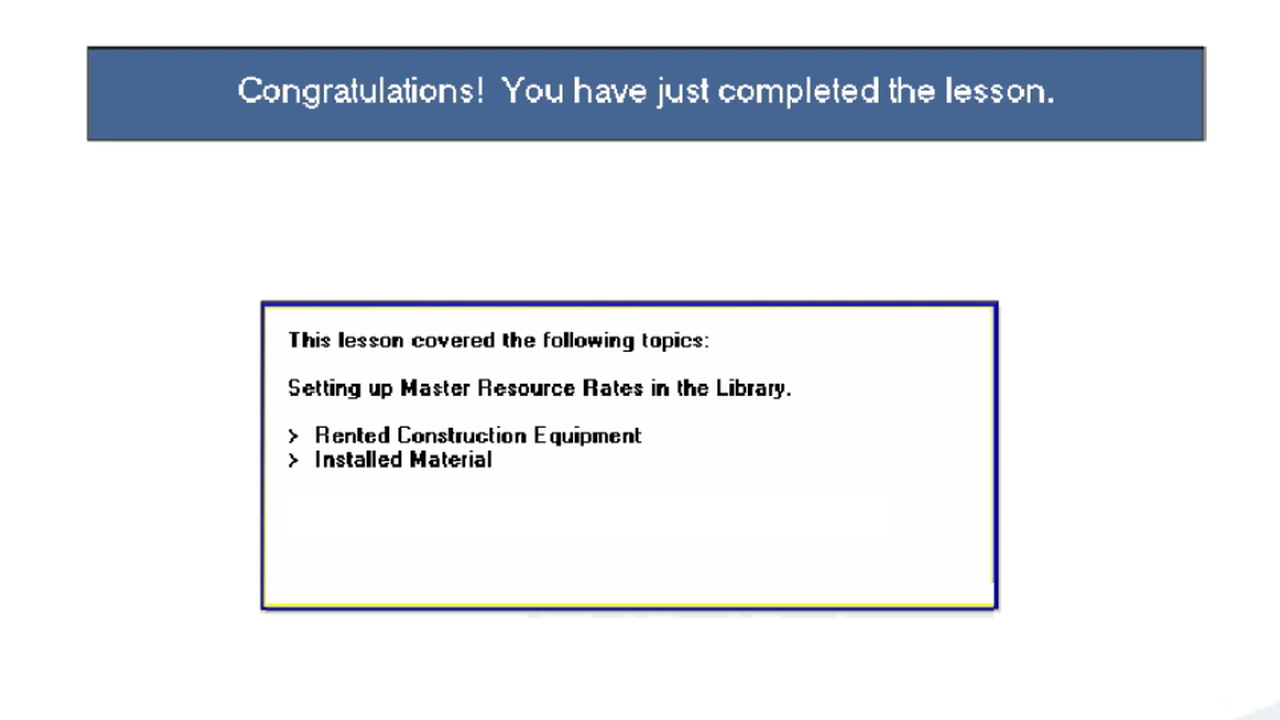 Congratulations!  You have just completed the lesson.
This lesson covered the following topics:
Setting up Master Resource Rates in the Library.
> Rented Construction Equipment
> Installed Material